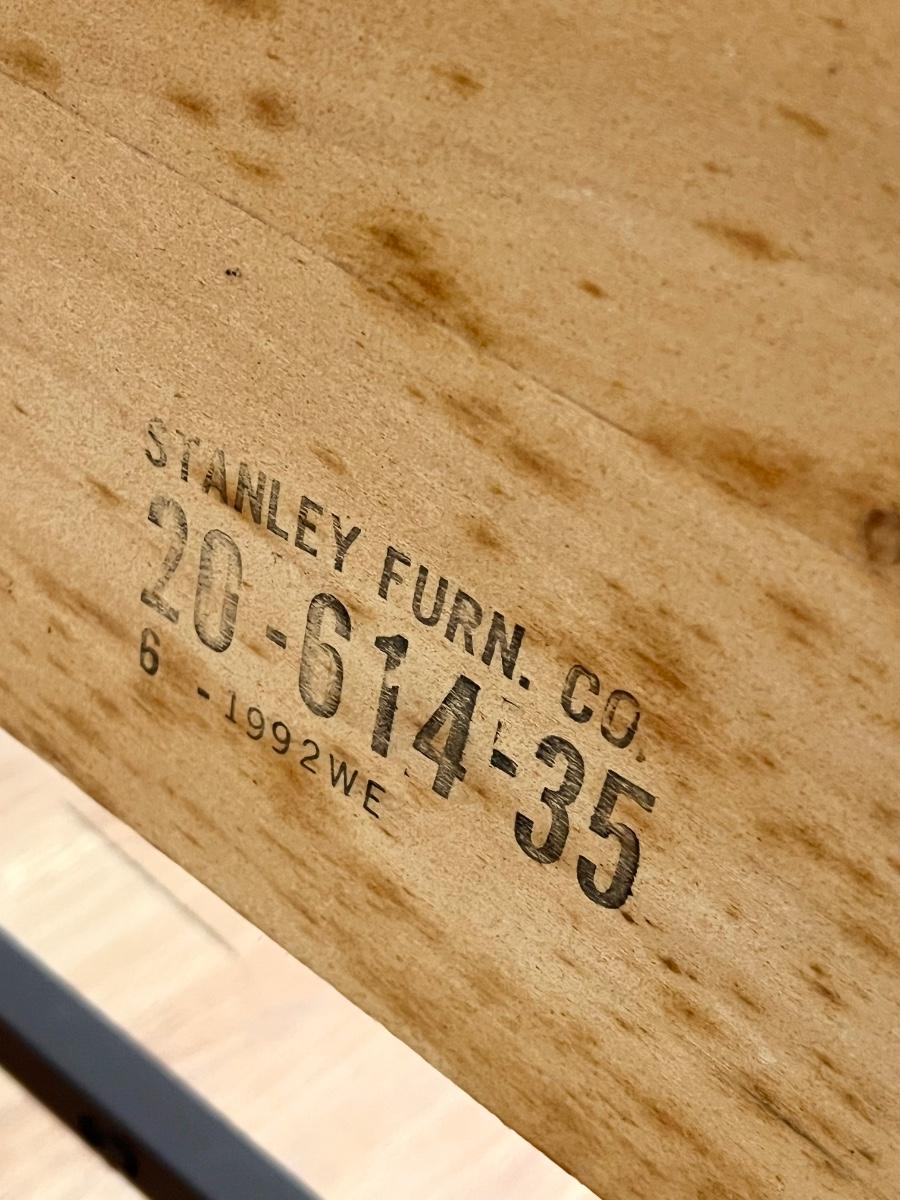 STANLEY FURN. CO.
20-614-35
6 -1992WE